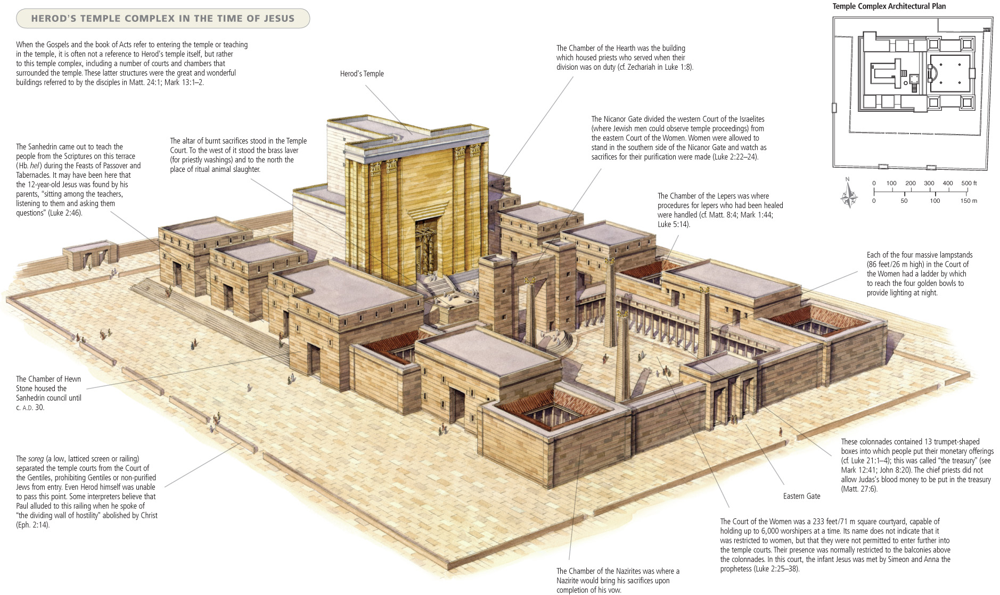 HEROD'S TEMPLE COMPLEX IN THE TIME OF JESUS
When the Gospels and the book of Acts refer to entering the temple or teaching
in the temple, it is often not a reference to Herod's temple itself, but rather
to this temple complex, including a number of courts and chambers that
surrounded the temple. These latter structures were the great and wonderful
buildings referred to by the disciples in Matt. 24:1; Mark 13:1–2.
Herod's Temple
The Chamber of the Hearth was the building
which housed priests who served when their
division was on duty (cf. Zechariah in Luke 1:8).
Temple Complex Architectural Plan
N
0 100 200 300 400 500 ft
0 50 100 150 m
The Sanhedrin came out to teach the
people from the Scriptures on this terrace
(Hb. hel) during the Feasts of Passover and
Tabernacles. It may have been here that
the 12-year-old Jesus was found by his
parents, “sitting among the teachers,
listening to them and asking them
questions” (Luke 2:46).
The altar of burnt sacrifices stood in the Temple
Court. To the west of it stood the brass laver
(for priestly washings) and to the north the
place of ritual animal slaughter.
The Nicanor Gate divided the western Court of the Israelites
(where Jewish men could observe temple proceedings) from
the eastern Court of the Women. Women were allowed to
stand in the southern side of the Nicanor Gate and watch as
sacrifices for their purification were made (Luke 2:22–24).
The Chamber of the Lepers was where
procedures for lepers who had been healed
were handled (cf. Matt. 8:4; Mark 1:44;
Luke 5:14).
Each of the four massive lampstands
(86 feet/26 m high) in the Court of
the Women had a ladder by which
to reach the four golden bowls to
provide lighting at night.
The Chamber of Hewn
Stone housed the
Sanhedrin council until
c. A.D. 30.
The soreg (a low, latticed screen or railing)
separated the temple courts from the Court of
the Gentiles, prohibiting Gentiles or non-purified
Jews from entry. Even Herod himself was unable
to pass this point. Some interpreters believe that
Paul alluded to this railing when he spoke of
“the dividing wall of hostility” abolished by Christ
(Eph. 2:14).
These colonnades contained 13 trumpet-shaped
boxes into which people put their monetary offerings
(cf. Luke 21:1–4); this was called “the treasury” (see
Mark 12:41; John 8:20). The chief priests did not
allow Judas's blood money to be put in the treasury
(Matt. 27:6).
Eastern Gate
The Court of the Women was a 233 feet/71 m square courtyard, capable of
holding up to 6,000 worshipers at a time. Its name does not indicate that it
was restricted to women, but that they were not permitted to enter further into
the temple courts. Their presence was normally restricted to the balconies above
the colonnades. In this court, the infant Jesus was met by Simeon and Anna the
prophetess (Luke 2:25–38).
The Chamber of the Nazirites was where a
Nazirite would bring his sacrifices upon
completion of his vow.